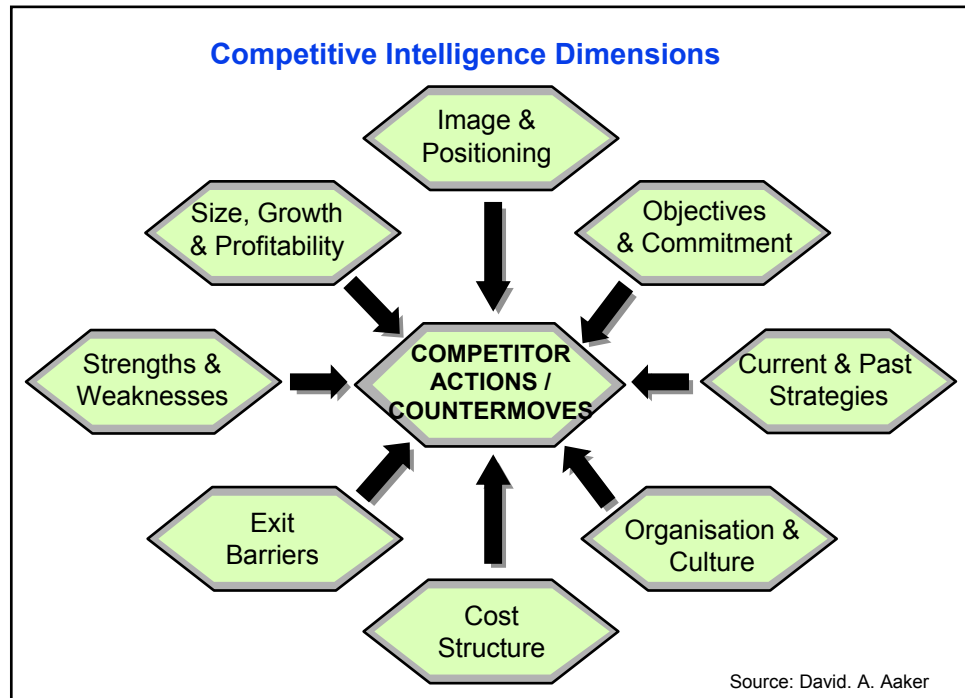 Competitive Intelligence Dimensions
Image &
Positioning
Size, Growth
& Profitability
Objectives
& Commitment
Strengths &
Weaknesses
COMPETITOR
ACTIONS /
COUNTERMOVES
Current & Past
Strategies
Exit
Barriers
Organisation &
Culture
Cost
Structure
Source: David. A. Aaker